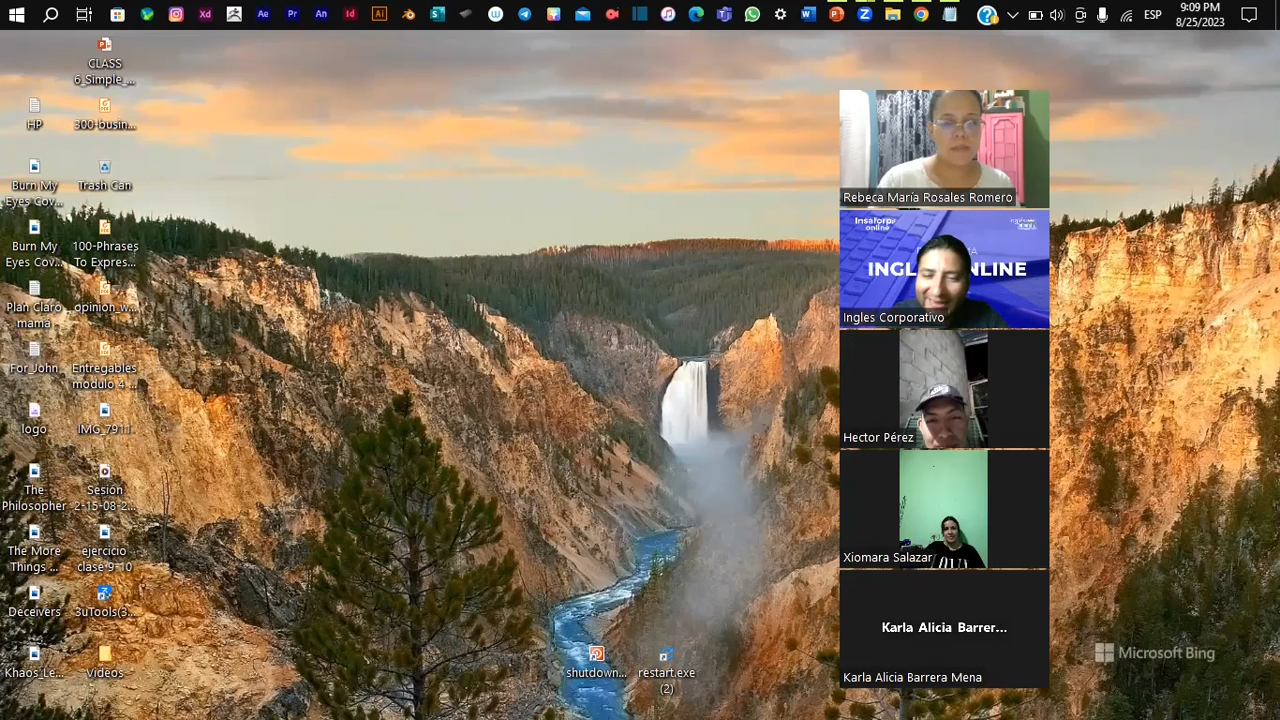 9:09 PM
ESP
8/25/2023
CLASS
6_Simple_...
HP
300-busin...
Burn My
Eyes Cov...
Trash Can
Burn My
Eyes Cov...
100-Phrases
To Expres...
Plan Claro
mama
opinion_w...
For_John
Entregables
modulo 4 ...
logo
IMG_7911
The
Philosopher
Sesion
2-15-08-2...
The More
Things ...
ejercicio
clase 9-10
Deceivers
3uTools(3...
Khaos_Le...
Videos
shutdown...
restart.exe
(2)
Rebeca María Rosales Romero
Insaforp
online
Ingles Corporativo
Hector Pérez
Xiomara Salazar
Karla Alicia Barrer...
Karla Alicia Barrera Mena
Microsoft Bing